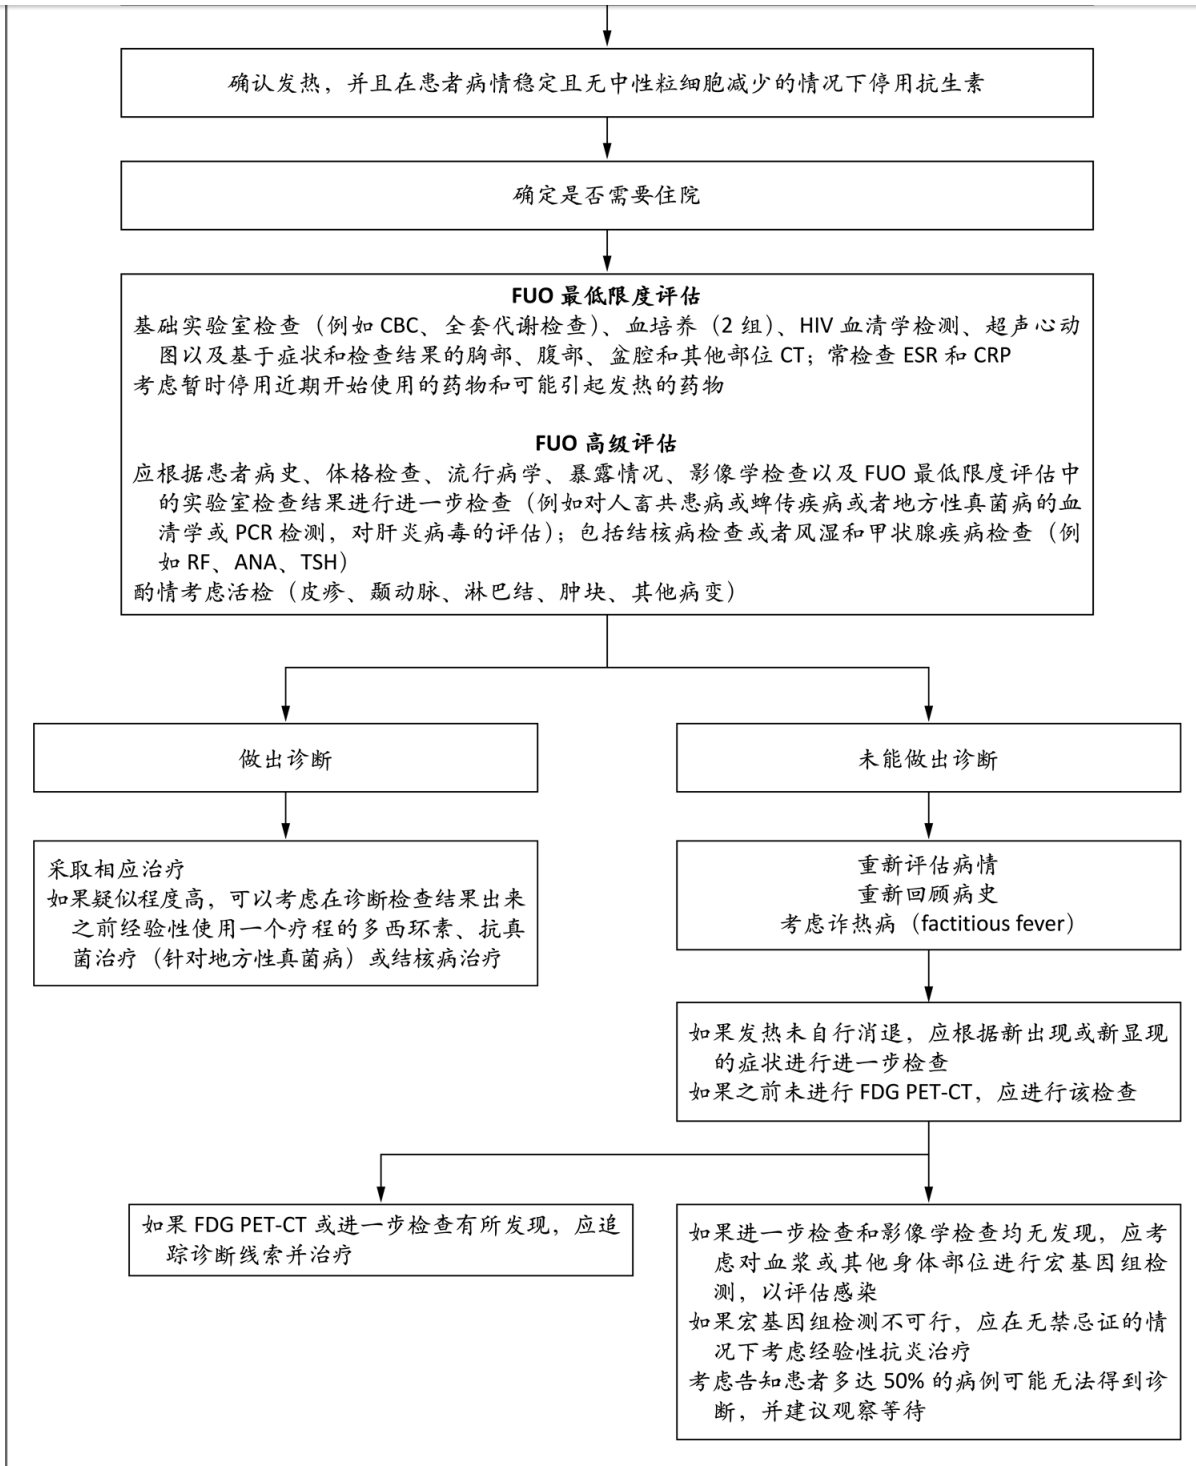 确认发热，并且在患者病情稳定且无中性粒细胞减少的情况下停用抗生素
确定是否需要住院
FUO 最低限度评估
基础实验室检查（例如 CBC、全套代谢检查）、血培养（2 组）、HIV 血清学检测、超声心动
图以及基于症状和检查结果的胸部、腹部、盆腔和其他部位 CT；常检查 ESR 和 CRP
考虑暂时停用近期开始使用的药物和可能引起发热的药物
FUO 高级评估
应根据患者病史、体格检查、流行病学、暴露情况、影像学检查以及 FUO 最低限度评估中
的实验室检查结果进行进一步检查（例如对人畜共患病或蜱传疾病或者地方性真菌病的血
清学或 PCR 检测，对肝炎病毒的评估）；包括结核病检查或者风湿和甲状腺疾病检查（例
如 RF、ANA、TSH）
酌情考虑活检（皮疹、颞动脉、淋巴结、肿块、其他病变）
做出诊断
采取相应治疗
如果疑似程度高，可以考虑在诊断检查结果出来
之前经验性使用一个疗程的多西环素、抗真
菌治疗（针对地方性真菌病）或结核病治疗
未能做出诊断
重新评估病情
重新回顾病史
考虑诈热病（factitious fever）
如果发热未自行消退，应根据新出现或新显现
的症状进行进一步检查
如果之前未进行 FDG PET-CT，应进行该检查
如果 FDG PET-CT 或进一步检查有所发现，应追
踪诊断线索并治疗
如果进一步检查和影像学检查均无发现，应考
虑对血浆或其他身体部位进行宏基因组检
测，以评估感染
如果宏基因组检测不可行，应在无禁忌证的情
况下考虑经验性抗炎治疗
考虑告知患者多达 50% 的病例可能无法得到诊
断，并建议观察等待